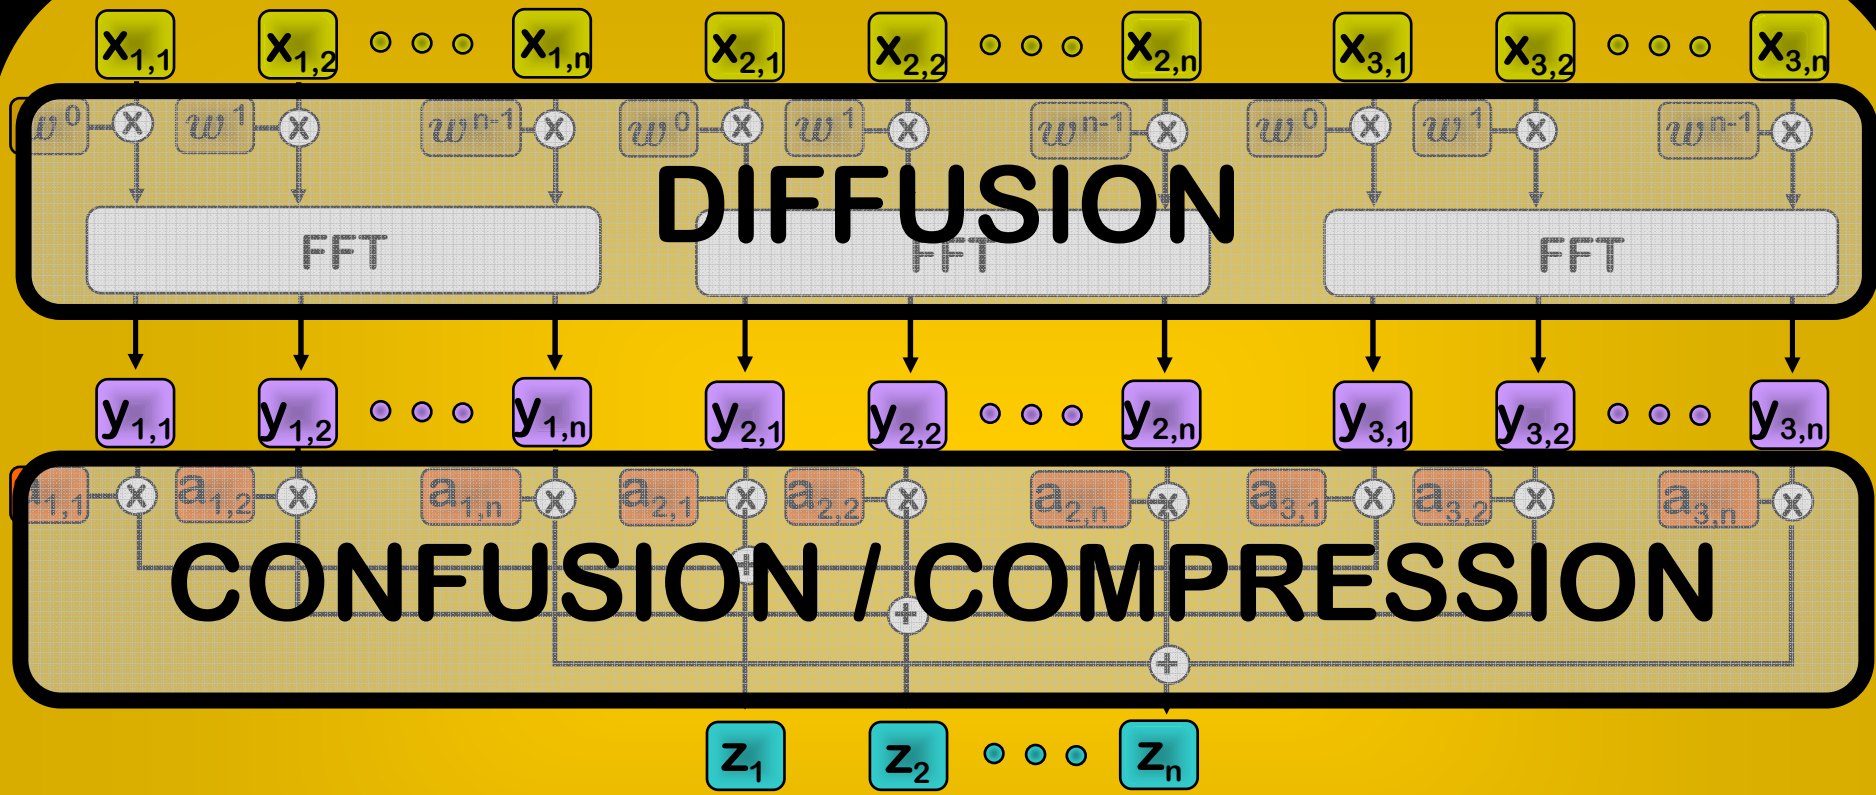 x1,1 x1,2 x1,n x2,1 x2,2 x2,n x3,1 x3,2 x3,n
w0 x w1 x wn-1 x w0 x w1 x wn-1 x w0 x w1 x wn-1 x
DIFFUSION
FFT FFT FFT
y1,1 y1,2 y1,n y2,1 y2,2 y2,n y3,1 y3,2 y3,n
a1,1 x a1,2 x a1,n x a2,1 x a2,2 x a2,n x a3,1 x a3,2 x a3,n x
CONFUSION / COMPRESSION
+
+
+
z1 z2 zn